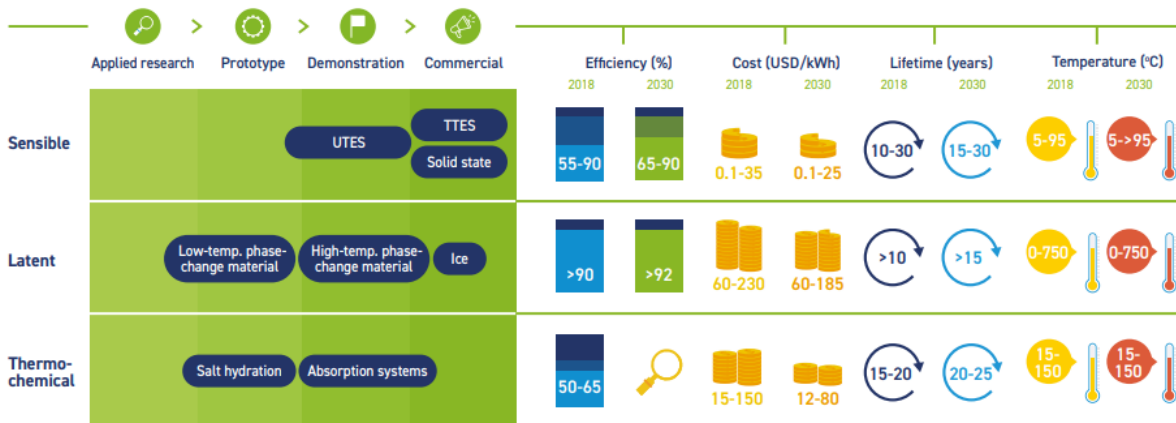 Applied research Prototype Demonstration Commercial Efficiency (%) Cost (USD/kWh) Lifetime (years) Temperature (ºC)
2018 2030 2018 2030 2018 2030 2018 2030
Sensible
UTES
TTES
Solid state
55-90
65-90
0.1-35
0.1-25
10-30
15-30
5-95
5->95
Latent
Low-temp. phase-
change material
High-temp. phase-
change material
Ice
>90
>92
60-230
60-185
>10
>15
0-750
0-750
Thermo-
chemical
Salt hydration
Absorption systems
50-65
15-150
12-80
15-20
20-25
15-
150
15-
150